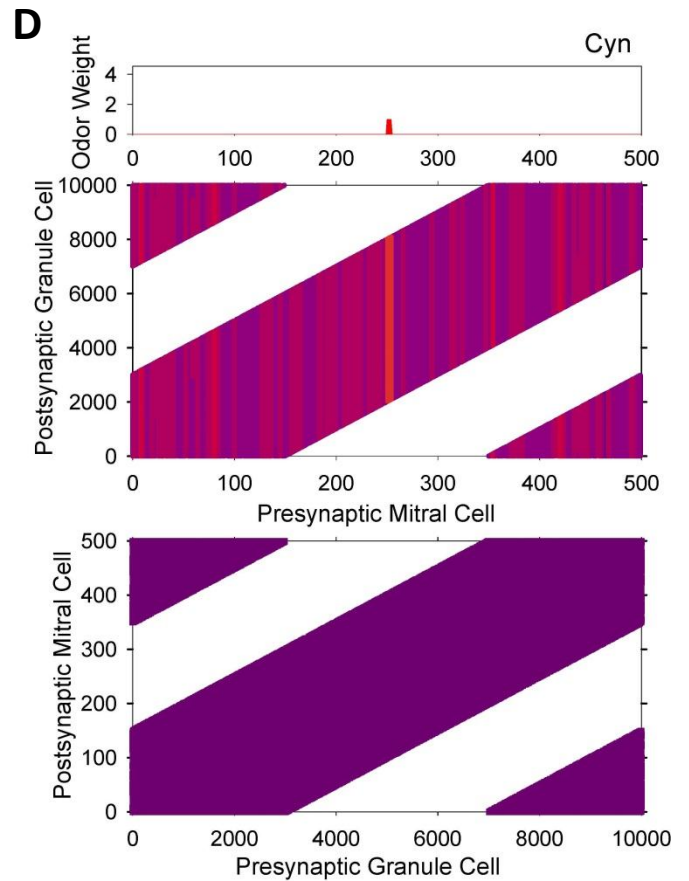 D
Cyn
Odor Weight
4
2
0
0 100 200 300 400 500
Postsynaptic Granule Cell
10000
8000
6000
4000
2000
0
0 100 200 300 400 500
Presynaptic Mitral Cell
Postsynaptic Mitral Cell
500
400
300
200
100
0
0 2000 4000 6000 8000 10000
Presynaptic Granule Cell